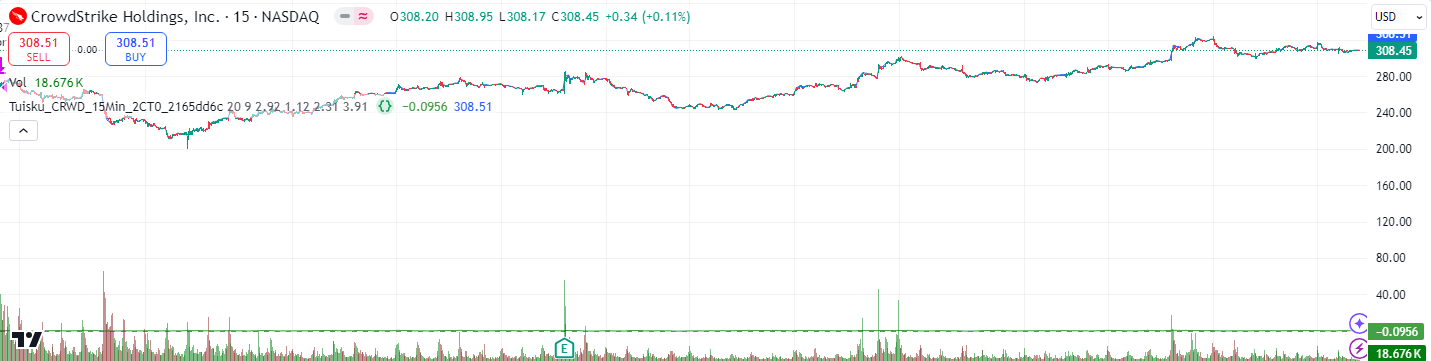 CrowdStrike Holdings, Inc. · 15 · NASDAQ O308.20 H308.95 L308.17 C308.45 +0.34 (+0.11%)
USD
308.51 SELL
0.00
308.51 BUY
308.51
308.45
Vol 18.676 K
280.00
Tuisku_CRWD_15Min_2CT0_2165dd6c 20 9 2.92 1.12 2.31 3.91 {} −0.0956 308.51
240.00
200.00
160.00
120.00
80.00
40.00
−0.0956
E
18.676 K